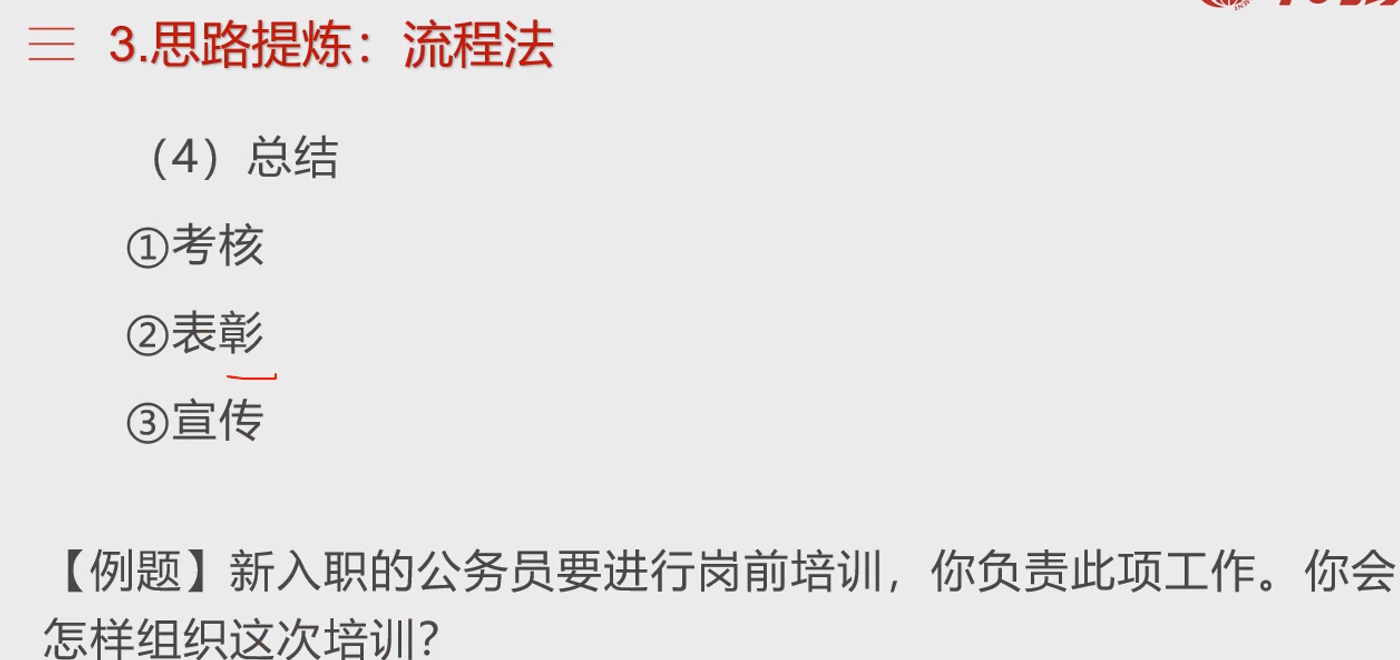 3.思路提炼：流程法
（4）总结
①考核
②表彰
③宣传
【例题】新入职的公务员要进行岗前培训，你负责此项工作。你会
怎样组织这次培训？